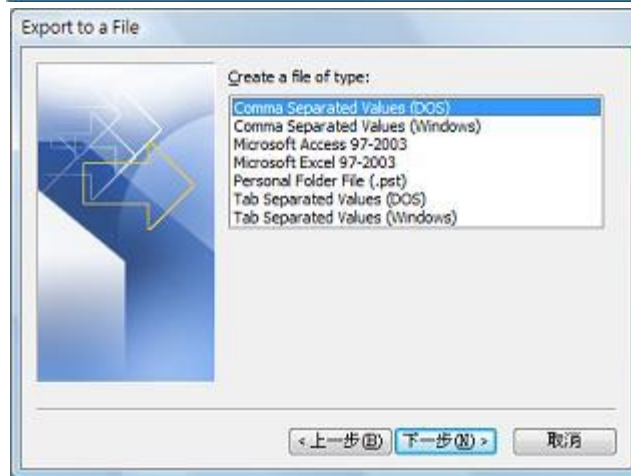 Export to a File
Create a file of type:
Comma Separated Values (DOS)
Comma Separated Values (Windows)
Microsoft Access 97-2003
Microsoft Excel 97-2003
Personal Folder File (.pst)
Tab Separated Values (DOS)
Tab Separated Values (Windows)
<上一步(B) 下一步(N)> 取消